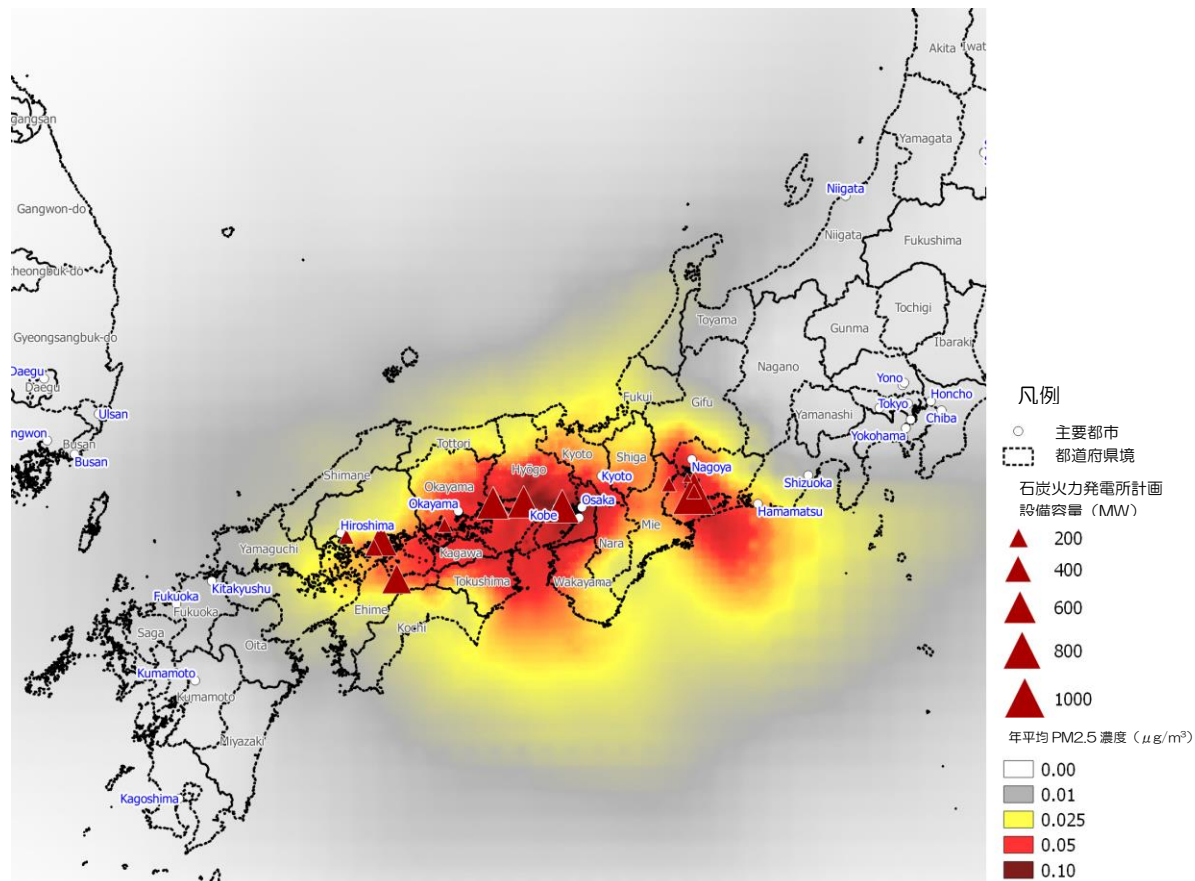 Akita
Iwat
gangsan
Yamagata
Niigata
Gangwon-do
Niigata
Fukushima
cheongbuk-do
Tochigi
Toyama
Gunma
Gyeongsangbuk-do
Ibaraki
Nagano
Daegu
Yono
Daegu
Fukui
Gifu
Tokyo
Honcho
Ulsan
Yamanashi
Chiba
ngwon
Busan
Tottori
Yokohama
Busan
Kyoto
Shiga
Hyōgo
Nagoya
Shimane
Kyoto
Shizuoka
Okayama
Okayama
Osaka
Hamamatsu
Kobe
Hiroshima
Mie
Nara
Yamaguchi
Kagawa
Kitakyushu
Tokushima
Wakayama
Fukuoka
Fukuoka
Ehime
Kochi
Saga
Oita
Kumamoto
Kumamoto
Miyazaki
Kagoshima
凡例
主要都市
都道府県境
石炭火力発電所計画
設備容量（MW）
200
400
600
800
1000
年平均 PM2.5 濃度（μg/m³）
0.00
0.01
0.025
0.05
0.10